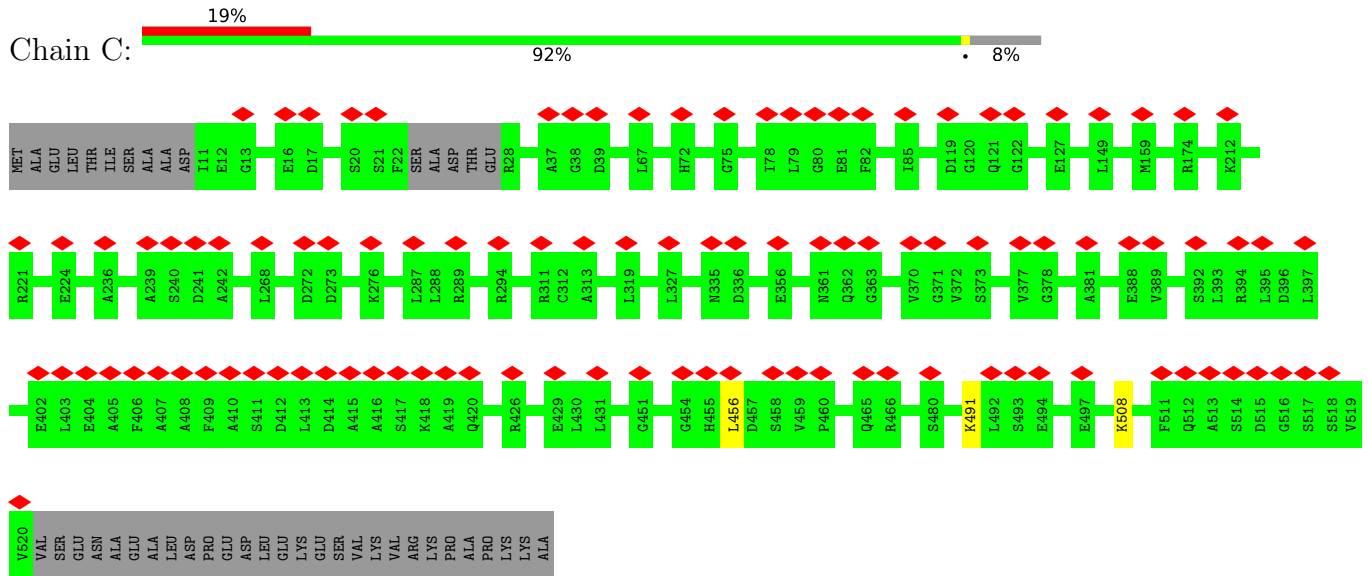 19%
Chain C:
92%
•
8%
MET ALA GLU LEU THR ILE SER ALA ALA ASP I11 E12 G13 E16 D17 S20 S21 F22 SER ALA ASP THR GLU R28 A37 G38 D39 L67 H72 G75 I78 L79 G80 E81 F82 I85 D119 G120 Q121 G122 E127 L149 M159 R174 K212
R221 E224 A236 A239 S240 D241 A242 L268 D272 D273 K276 L287 L288 R289 R294 R311 C312 A313 L319 L327 N335 D336 E356 N361 Q362 G363 V370 G371 V372 S373 V377 G378 A381 E388 V389 S392 L393 R394 L395 D396 L397
E402 L403 E404 A405 F406 A407 A408 F409 A410 S411 D412 L413 D414 A415 A416 S417 K418 A419 Q420 R426 E429 L430 L431 G451 G454 H455 L456 D457 S458 V459 P460 Q465 R466 S480 K491 L492 S493 E494 E497 K508 F511 Q512 A513 S514 D515 G516 S517 S518 V519
V520 VAL SER GLU ASN ALA GLU ALA LEU ASP PRO GLU ASP LEU GLU LYS GLU SER VAL LYS VAL ARG LYS PRO ALA PRO LYS LYS ALA